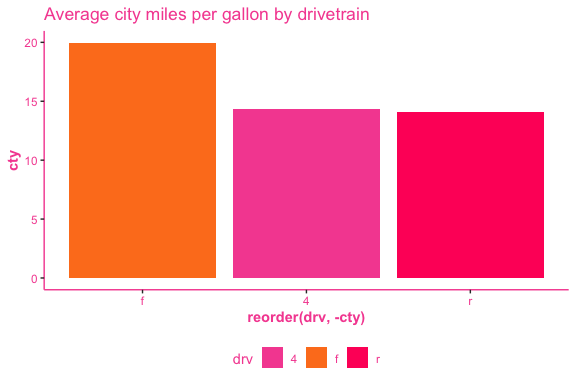 Average city miles per gallon by drivetrain
cty
20
15
10
5
0
f 4 r
reorder(drv, -cty)
drv 4 f r